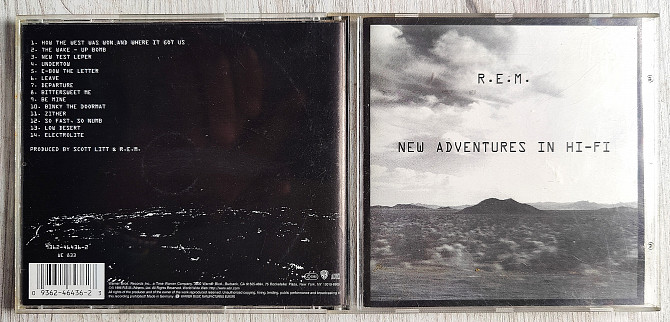 1. HOW THE WEST WAS WON AND WHERE IT GOT US
2. THE WAKE-UP BOMB
3. NEW TEST LEPER
4. UNDERTOW
5. E-BOW THE LETTER
6. LEAVE
7. DEPARTURE
8. BITTERSWEET ME
9. BE MINE
10. BINKY THE DOORMAT
11. ZITHER
12. SO FAST, SO NUMB
13. LOW DESERT
14. ELECTROLITE
PRODUCED BY SCOTT LITT & R.E.M.
9362-46436-2
WE 833
0 9362-46436-2
R.E.M.
NEW ADVENTURES IN HI-FI